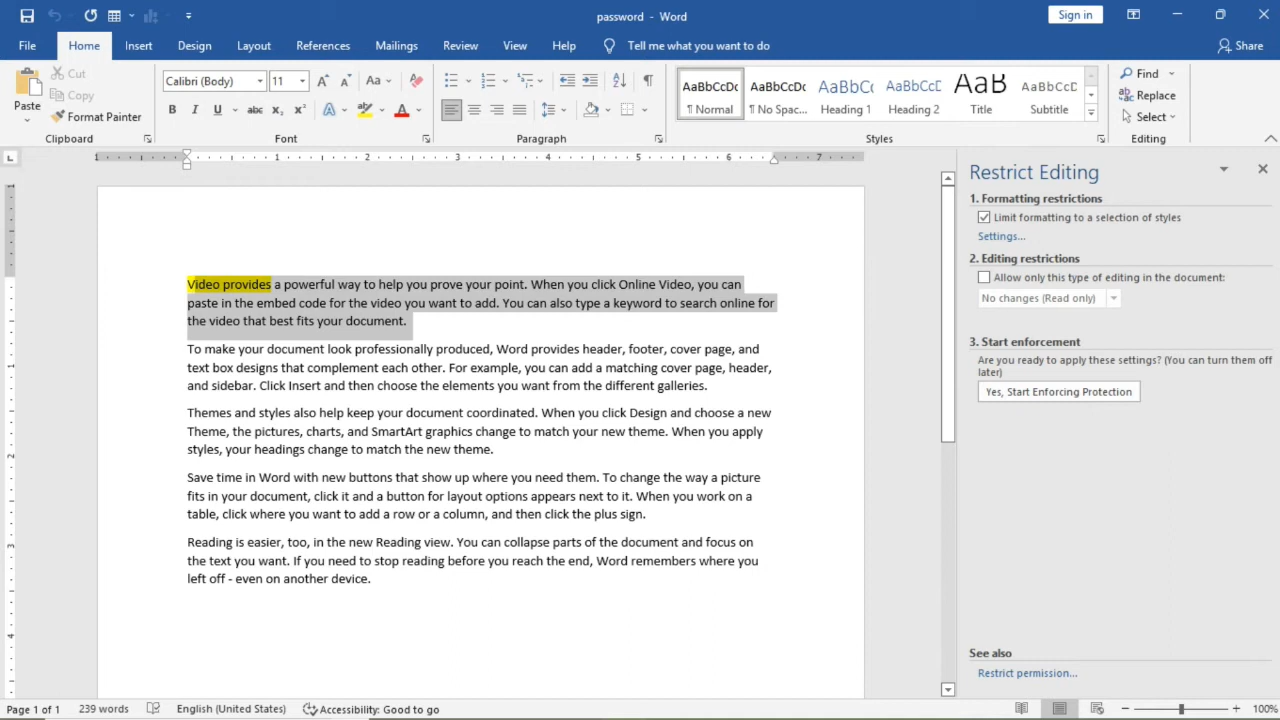 password - Word
Sign in
File Home Insert Design Layout References Mailings Review View Help Tell me what you want to do Share
Paste
Cut
Copy
Format Painter
Clipboard
Calibri (Body) 11
Font
Paragraph
AaBbCcDc AaBbCcDc AaBbCc AaBbCcD AaB AaBbCcD
¶ Normal ¶ No Spac... Heading 1 Heading 2 Title Subtitle
Styles
Find
Replace
Select
Editing
1 1 2 3 4 5 6 7
Video provides a powerful way to help you prove your point. When you click Online Video, you can
paste in the embed code for the video you want to add. You can also type a keyword to search online for
the video that best fits your document.
To make your document look professionally produced, Word provides header, footer, cover page, and
text box designs that complement each other. For example, you can add a matching cover page, header,
and sidebar. Click Insert and then choose the elements you want from the different galleries.
Themes and styles also help keep your document coordinated. When you click Design and choose a new
Theme, the pictures, charts, and SmartArt graphics change to match your new theme. When you apply
styles, your headings change to match the new theme.
Save time in Word with new buttons that show up where you need them. To change the way a picture
fits in your document, click it and a button for layout options appears next to it. When you work on a
table, click where you want to add a row or a column, and then click the plus sign.
Reading is easier, too, in the new Reading view. You can collapse parts of the document and focus on
the text you want. If you need to stop reading before you reach the end, Word remembers where you
left off - even on another device.
Restrict Editing
1. Formatting restrictions
Limit formatting to a selection of styles
Settings...
2. Editing restrictions
Allow only this type of editing in the document:
No changes (Read only)
3. Start enforcement
Are you ready to apply these settings? (You can turn them off
later)
Yes, Start Enforcing Protection
See also
Restrict permission...
Page 1 of 1 239 words English (United States) Accessibility: Good to go 100%